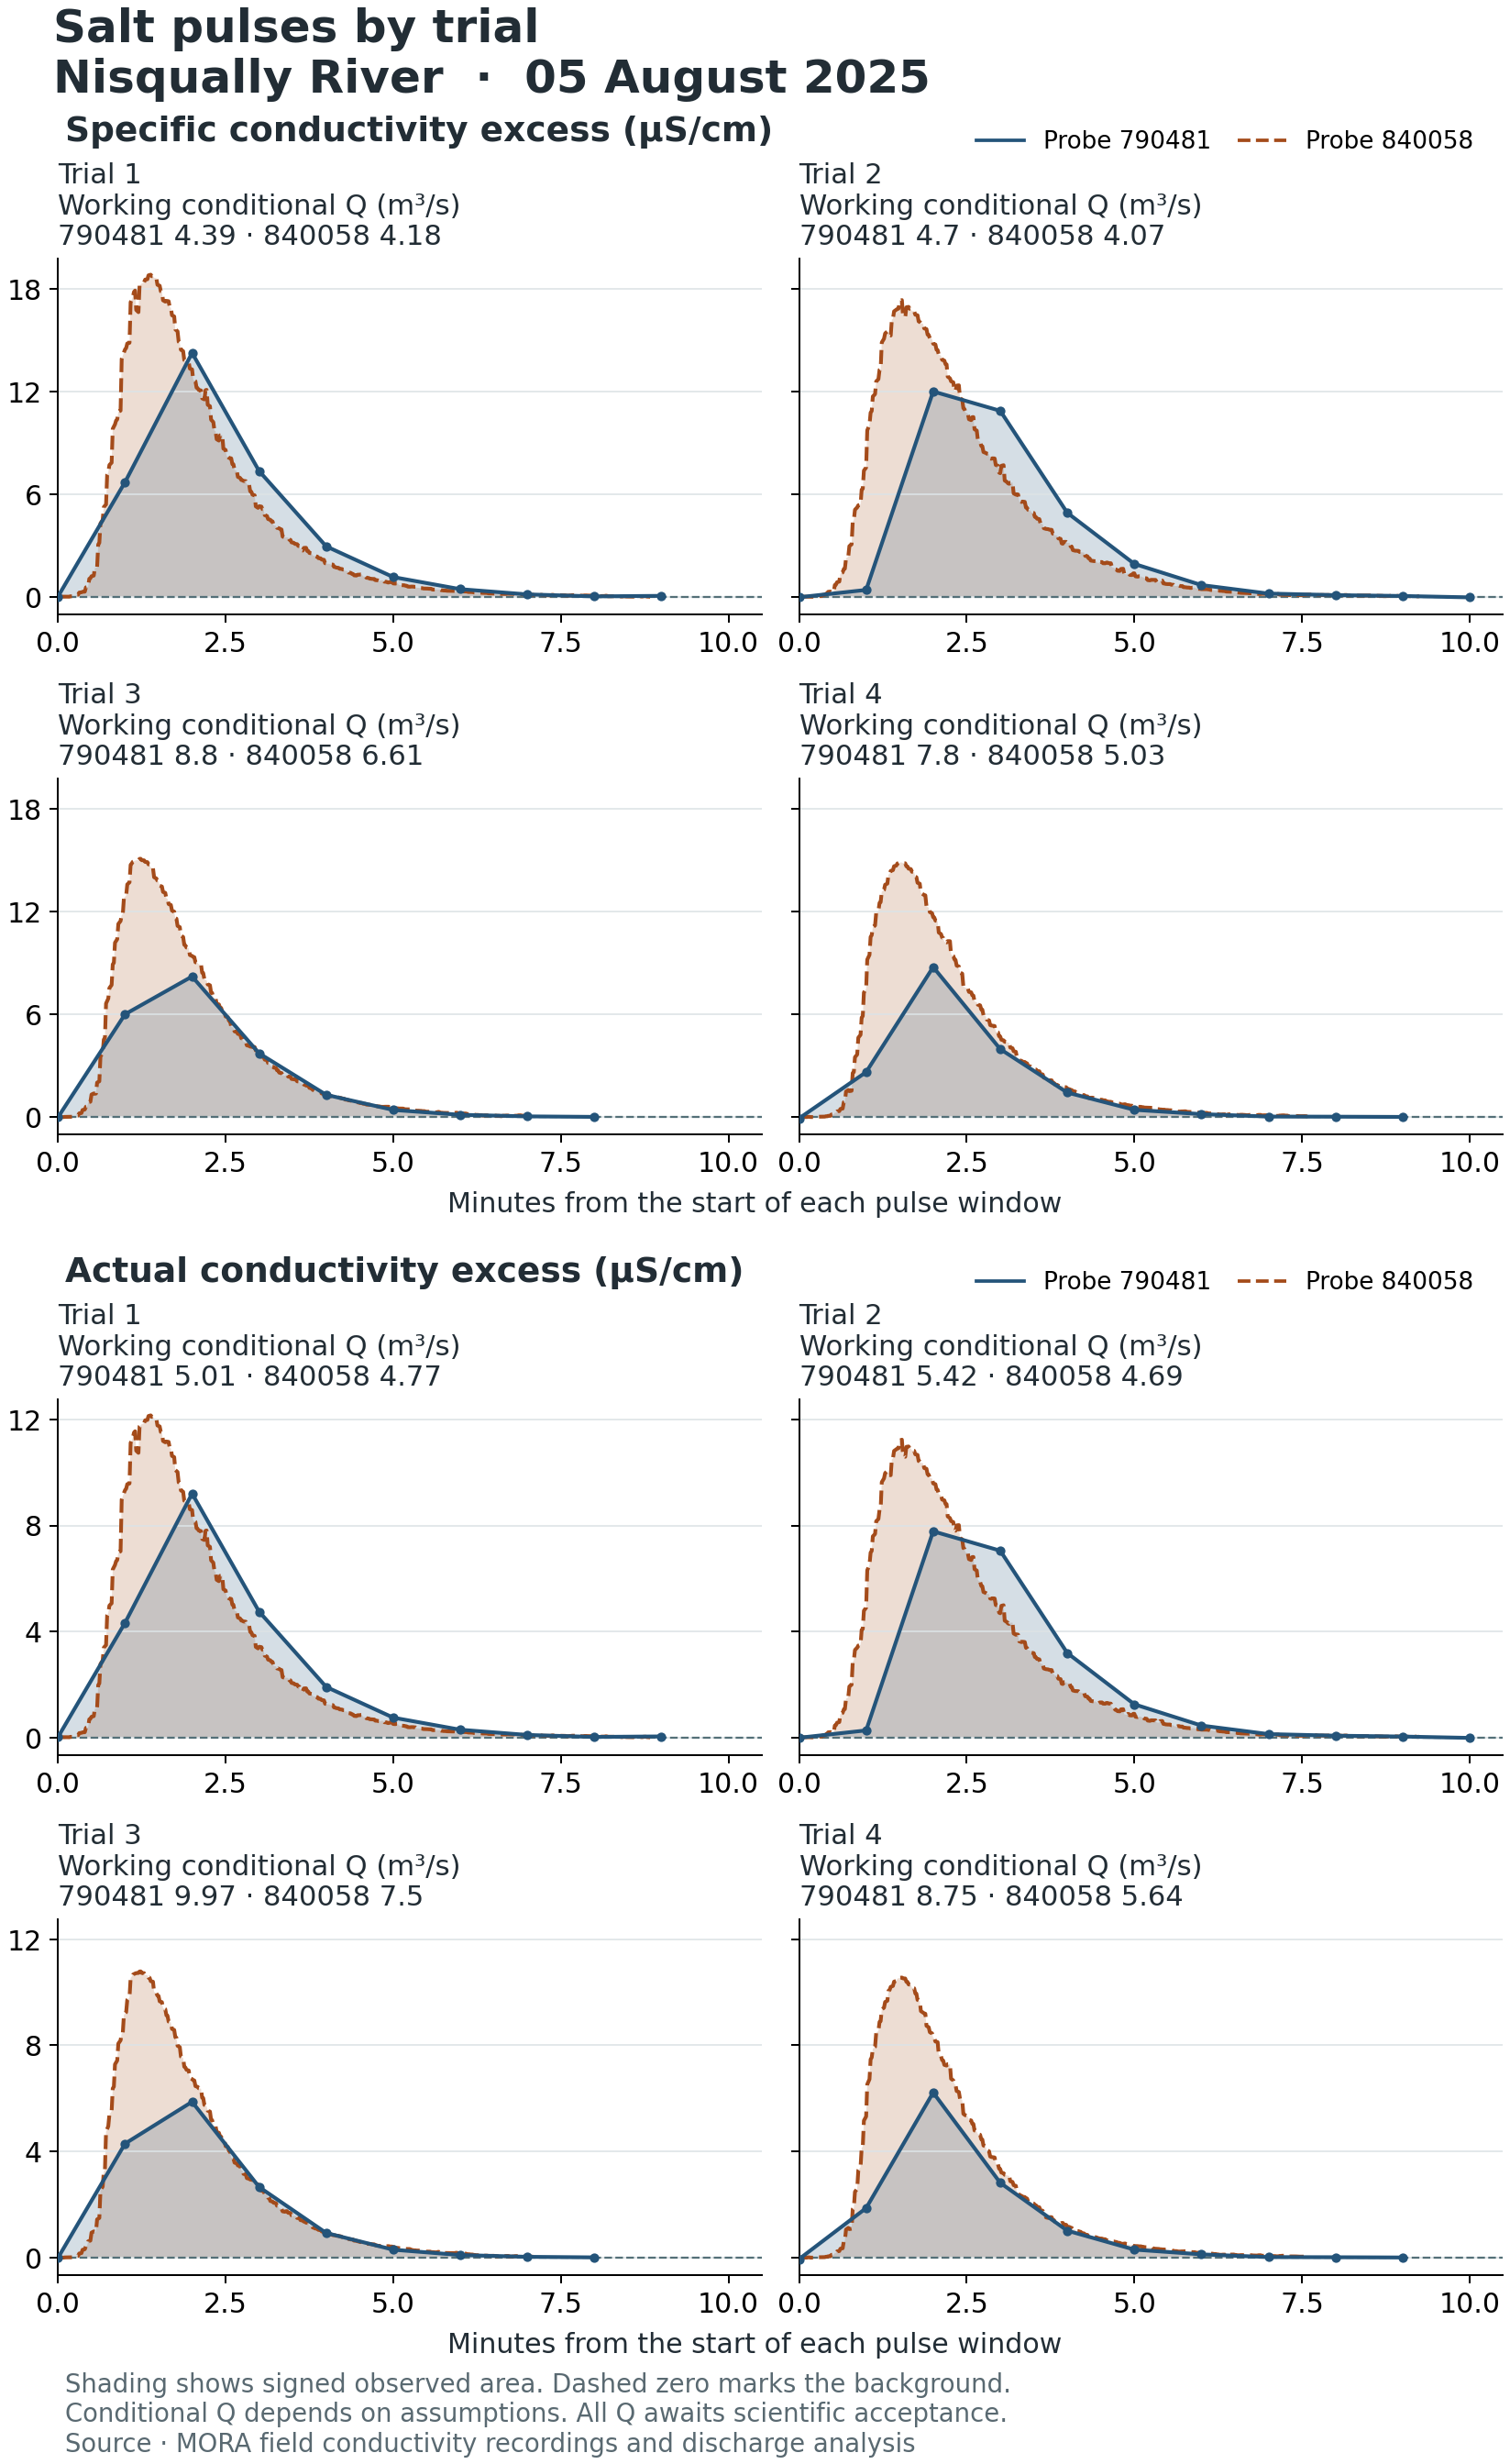 Salt pulses by trial
Nisqually River · 05 August 2025
Specific conductivity excess (µS/cm)
Probe 790481 Probe 840058
Trial 1
Working conditional Q (m³/s)
790481 4.39 · 840058 4.18
Trial 2
Working conditional Q (m³/s)
790481 4.7 · 840058 4.07
18
12
6
0
0.0 2.5 5.0 7.5 10.0
0.0 2.5 5.0 7.5 10.0
Trial 3
Working conditional Q (m³/s)
790481 8.8 · 840058 6.61
Trial 4
Working conditional Q (m³/s)
790481 7.8 · 840058 5.03
18
12
6
0
0.0 2.5 5.0 7.5 10.0
0.0 2.5 5.0 7.5 10.0
Minutes from the start of each pulse window
Actual conductivity excess (µS/cm)
Probe 790481 Probe 840058
Trial 1
Working conditional Q (m³/s)
790481 5.01 · 840058 4.77
Trial 2
Working conditional Q (m³/s)
790481 5.42 · 840058 4.69
12
8
4
0
0.0 2.5 5.0 7.5 10.0
0.0 2.5 5.0 7.5 10.0
Trial 3
Working conditional Q (m³/s)
790481 9.97 · 840058 7.5
Trial 4
Working conditional Q (m³/s)
790481 8.75 · 840058 5.64
12
8
4
0
0.0 2.5 5.0 7.5 10.0
0.0 2.5 5.0 7.5 10.0
Minutes from the start of each pulse window
Shading shows signed observed area. Dashed zero marks the background.
Conditional Q depends on assumptions. All Q awaits scientific acceptance.
Source · MORA field conductivity recordings and discharge analysis